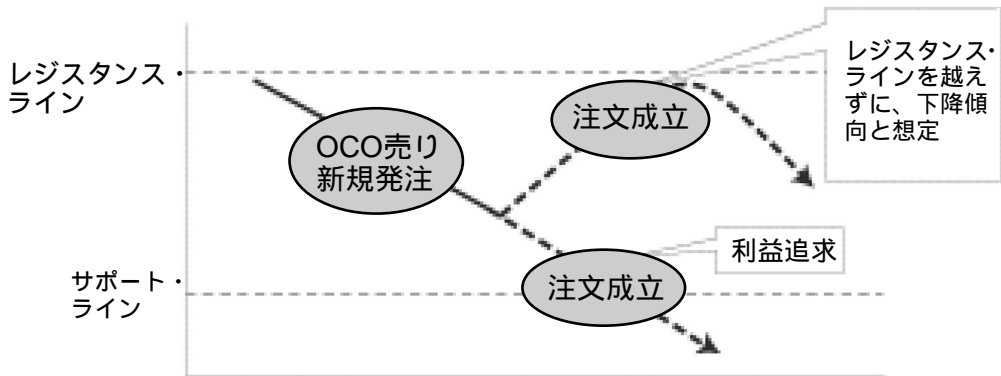 レジスタンス・
ライン
OCO売り
新規発注
注文成立
レジスタンス・
ラインを越え
ずに、下降傾
向と想定
サポート・
ライン
注文成立
利益追求